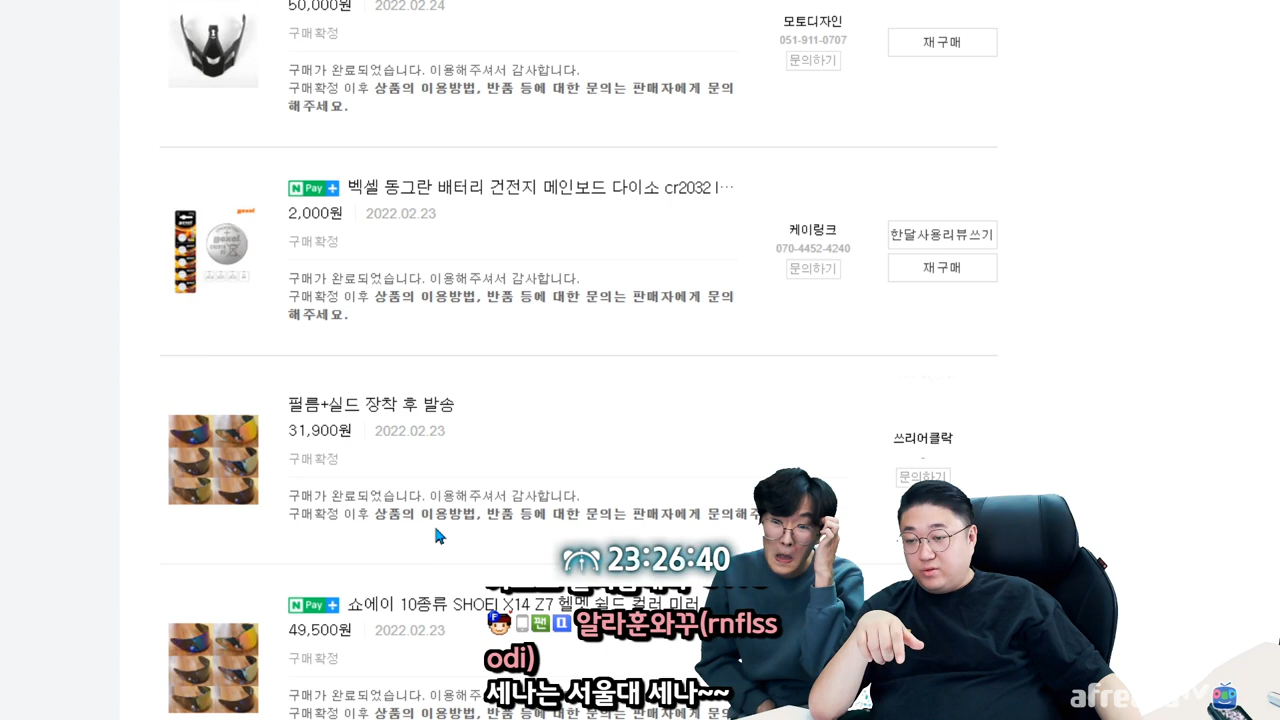 50,000원 2022.02.24
구매확정
구매가 완료되었습니다. 이용해주셔서 감사합니다.
구매확정 이후 상품의 이용방법, 반품 등에 대한 문의는 판매자에게 문의
해주세요.
모토디자인
051-911-0707
문의하기
재구매
N Pay + 벡셀 동그란 배터리 건전지 메인보드 다이소 cr2032 l…
2,000원 2022.02.23
구매확정
구매가 완료되었습니다. 이용해주셔서 감사합니다.
구매확정 이후 상품의 이용방법, 반품 등에 대한 문의는 판매자에게 문의
해주세요.
케이링크
070-4452-4240
문의하기
한달사용리뷰쓰기
재구매
펄름+실드 장착 후 발송
31,900원 2022.02.23
구매확정
구매가 완료되었습니다. 이용해주셔서 감사합니다.
구매확정 이후 상품의 이용방법, 반품 등에 대한 문의는 판매자에게 문의해주
쓰리어클락
-
문의하기
23:26:40
N Pay + 쇼에이 10종류 SHOEI X14 Z7 헬멧 쉴드 컬러 미러
49,500원 2022.02.23
구매확정
구매가 완료되었습니다. 이용해주
구매확정 이후 상품의 이용방법,
알라훈와꾸(rnflss
odi)
세나는 서울대 세나~~